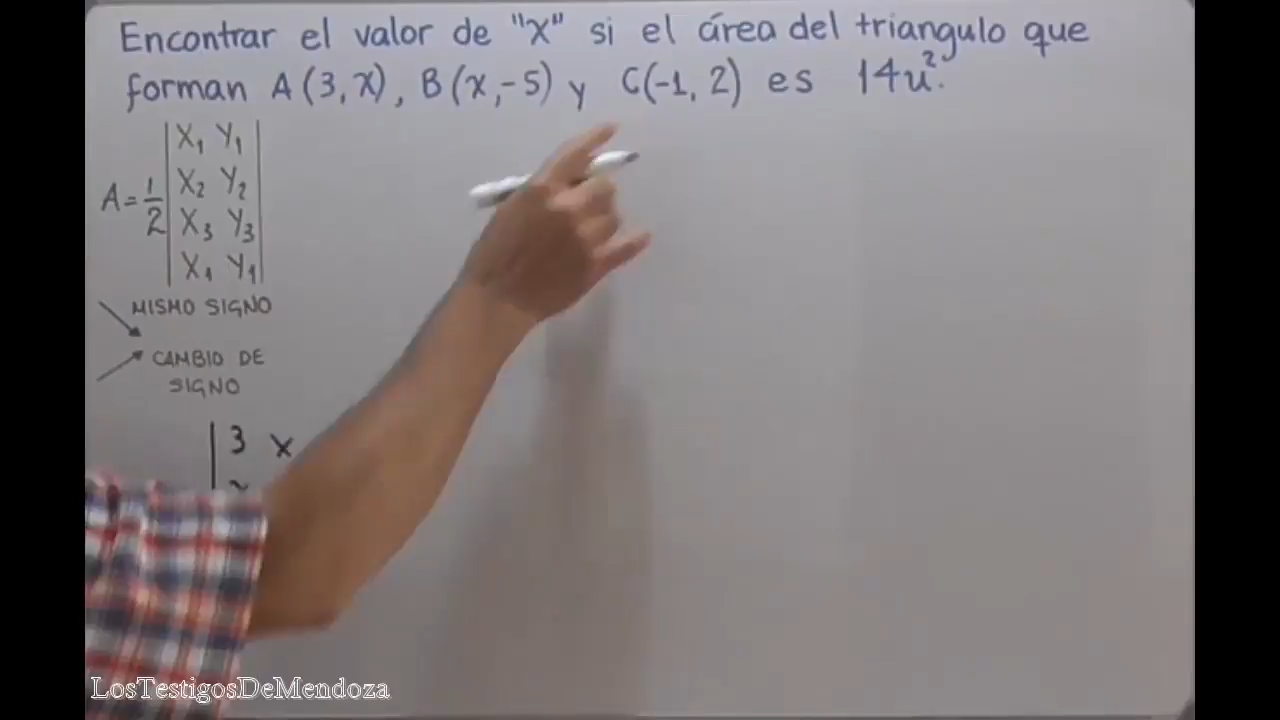 Encontrar el valor de "X" si el área del triangulo que
forman A(3,X), B(x,-5) y C(-1, 2) es 14u².
X₁ Y₁
A=1/2 X₂ Y₂
X₃ Y₃
X₁ Y₁
MISMO SIGNO
CAMBIO DE
SIGNO
3 x
LosTestigosDeMendoza